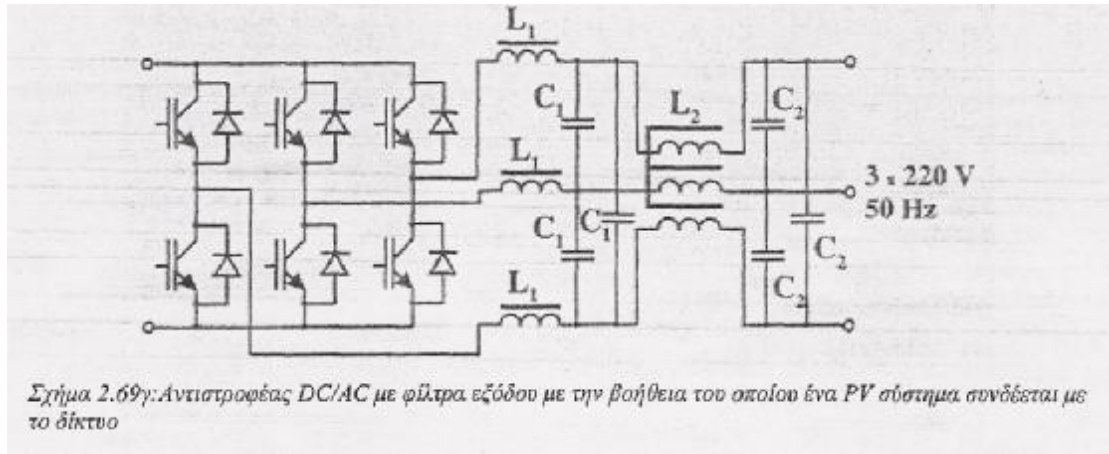 L1
C1
L2
C2
L1
3 x 220 V
50 Hz
C1
C1
C2
C2
L1
Σχήμα 2.69γ:Αντιστροφέας DC/AC με φίλτρα εξόδου με την βοήθεια του οποίου ένα PV σύστημα συνδέεται με
το δίκτυο